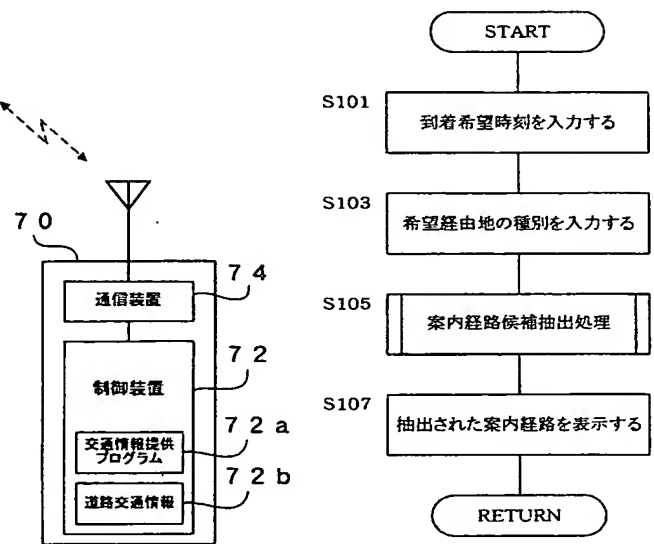 70
74
通信装置
72
制御装置
72a
交通情報提供
プログラム
72b
道路交通情報
START
S101
到着希望時刻を入力する
S103
希望経由地の種別を入力する
S105
案内経路候補抽出処理
S107
抽出された案内経路を表示する
RETURN